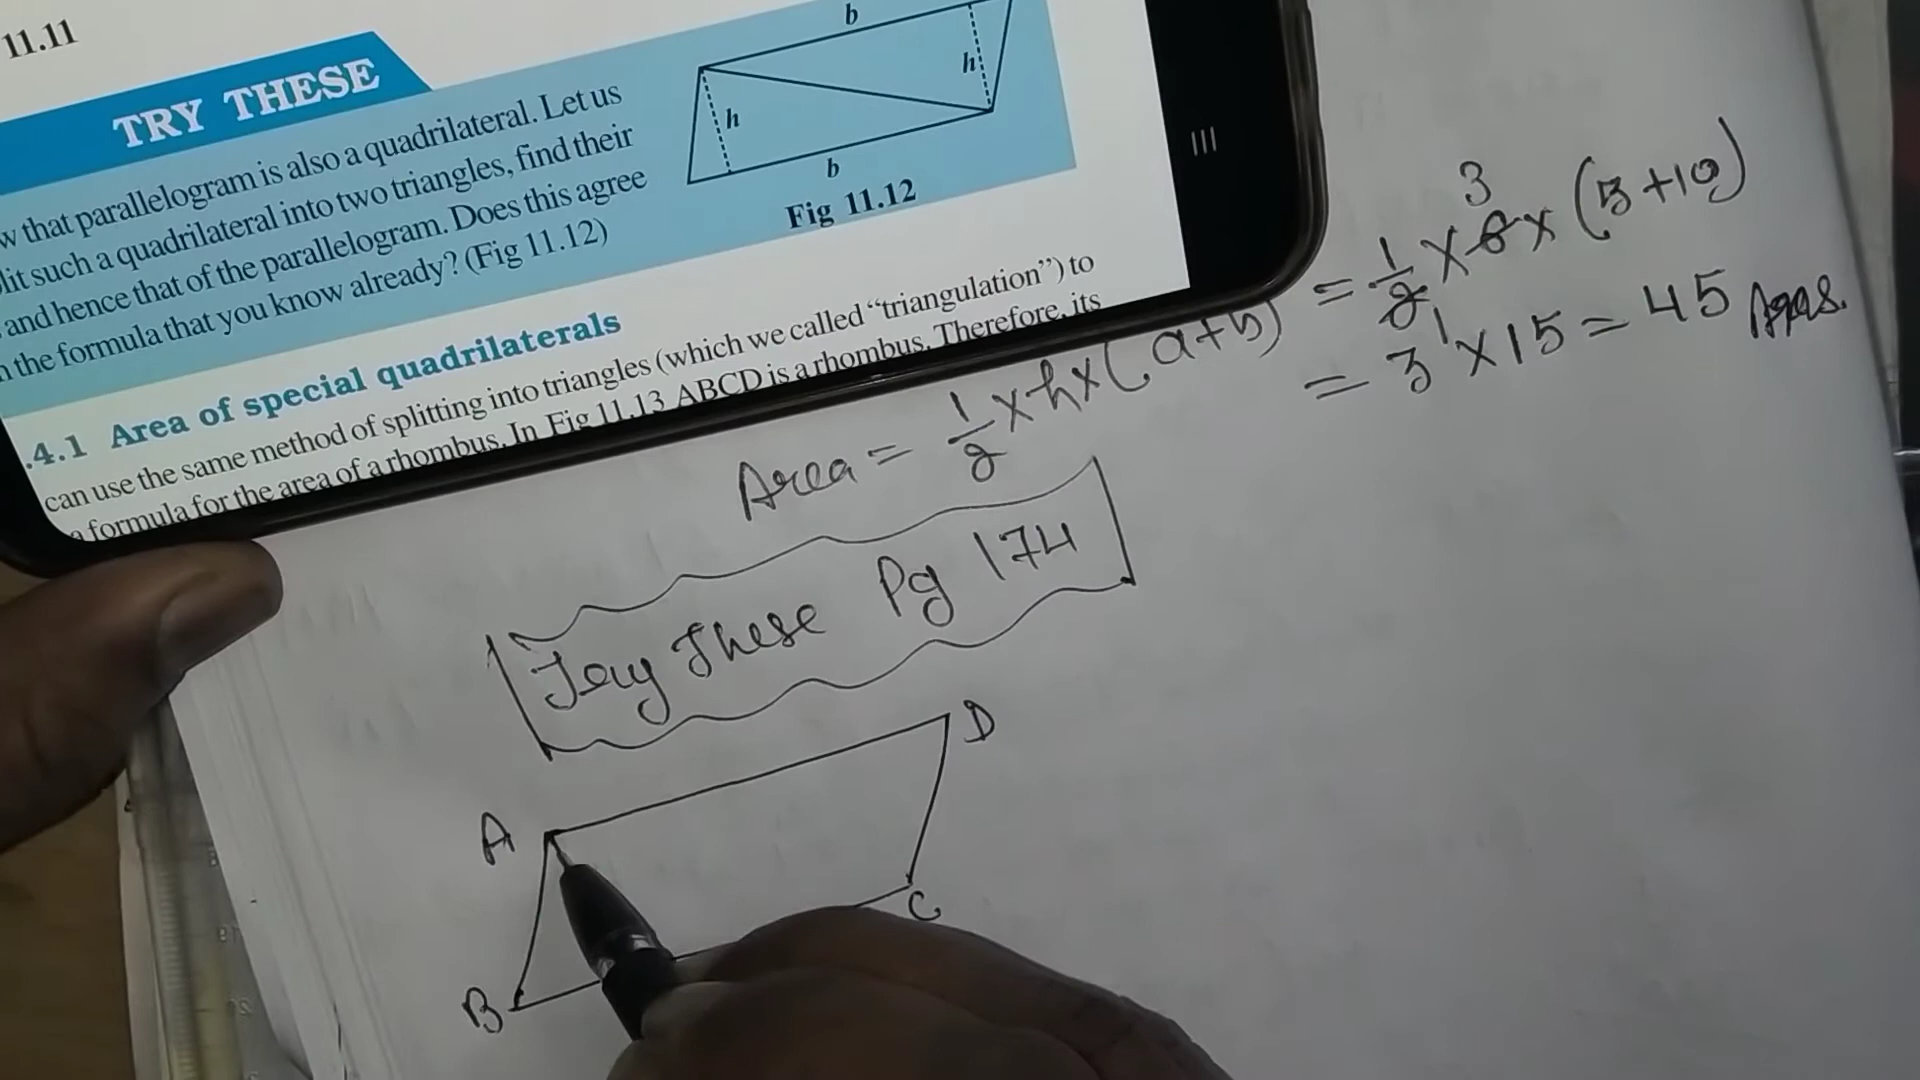 11.11
TRY THESE
that parallelogram is also a quadrilateral. Let us
such a quadrilateral into two triangles, find their
and hence that of the parallelogram. Does this agree
the formula that you know already? (Fig 11.12)
b
h
h
b
Fig 11.12
.4.1 Area of special quadrilaterals
can use the same method of splitting into triangles (which we called “triangulation”) to
formula for the area of a rhombus. In Fig 11.13 ABCD is a rhombus. Therefore, its
Area = 1/2 × h × (a+b) = 1/2 × 6 × (5+10)
3
1
= 3 × 15 = 45
Try These Pg 174
A
D
B
C